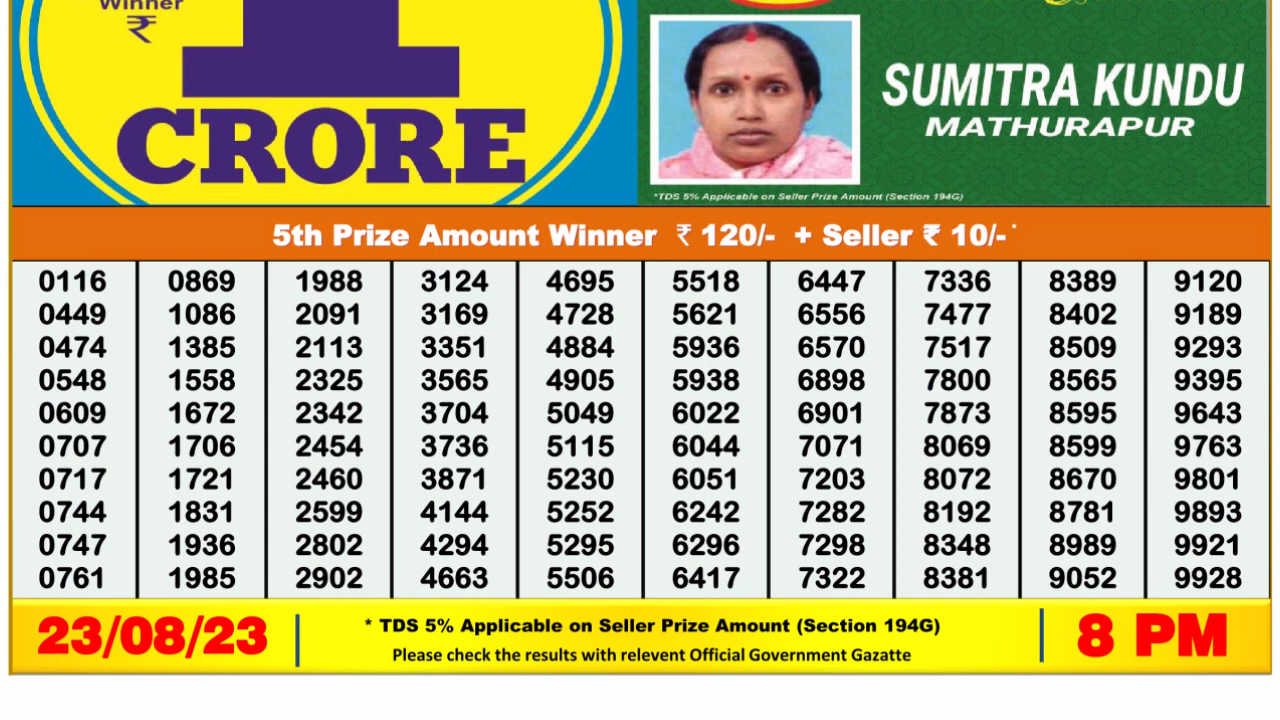 Winner
₹
1
CRORE
SUMITRA KUNDU
MATHURAPUR
*TDS 5% Applicable on Seller Prize Amount (Section 194G)
5th Prize Amount Winner ₹ 120/- + Seller ₹ 10/-*
0116 0869 1988 3124 4695 5518 6447 7336 8389 9120
0449 1086 2091 3169 4728 5621 6556 7477 8402 9189
0474 1385 2113 3351 4884 5936 6570 7517 8509 9293
0548 1558 2325 3565 4905 5938 6898 7800 8565 9395
0609 1672 2342 3704 5049 6022 6901 7873 8595 9643
0707 1706 2454 3736 5115 6044 7071 8069 8599 9763
0717 1721 2460 3871 5230 6051 7203 8072 8670 9801
0744 1831 2599 4144 5252 6242 7282 8192 8781 9893
0747 1936 2802 4294 5295 6296 7298 8348 8989 9921
0761 1985 2902 4663 5506 6417 7322 8381 9052 9928
23/08/23
* TDS 5% Applicable on Seller Prize Amount (Section 194G)
Please check the results with relevent Official Government Gazatte
8 PM